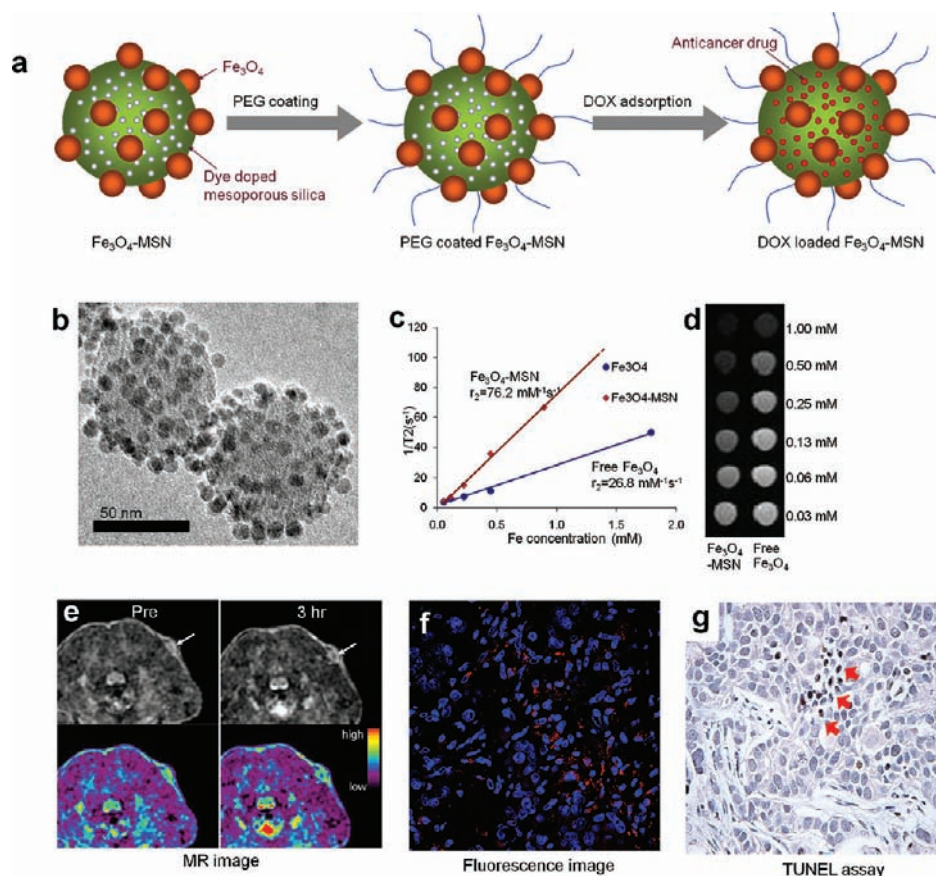 a
Fe₃O₄
PEG coating
Dye doped
mesoporous silica
Fe₃O₄-MSN
PEG coated Fe₃O₄-MSN
DOX adsorption
Anticancer drug
DOX loaded Fe₃O₄-MSN
b
50 nm
c
120
100
80
60
40
20
0
1/T2(s⁻¹)
Fe₃O₄-MSN
r₂=76.2 mM⁻¹s⁻¹
Fe3O4
Fe3O4-MSN
Free Fe₃O₄
r₂=26.8 mM⁻¹s⁻¹
0.0 0.5 1.0 1.5 2.0
Fe concentration (mM)
d
1.00 mM
0.50 mM
0.25 mM
0.13 mM
0.06 mM
0.03 mM
Fe₃O₄
-MSN
Free
Fe₃O₄
e
Pre
3 hr
high
low
MR image
f
Fluorescence image
g
TUNEL assay